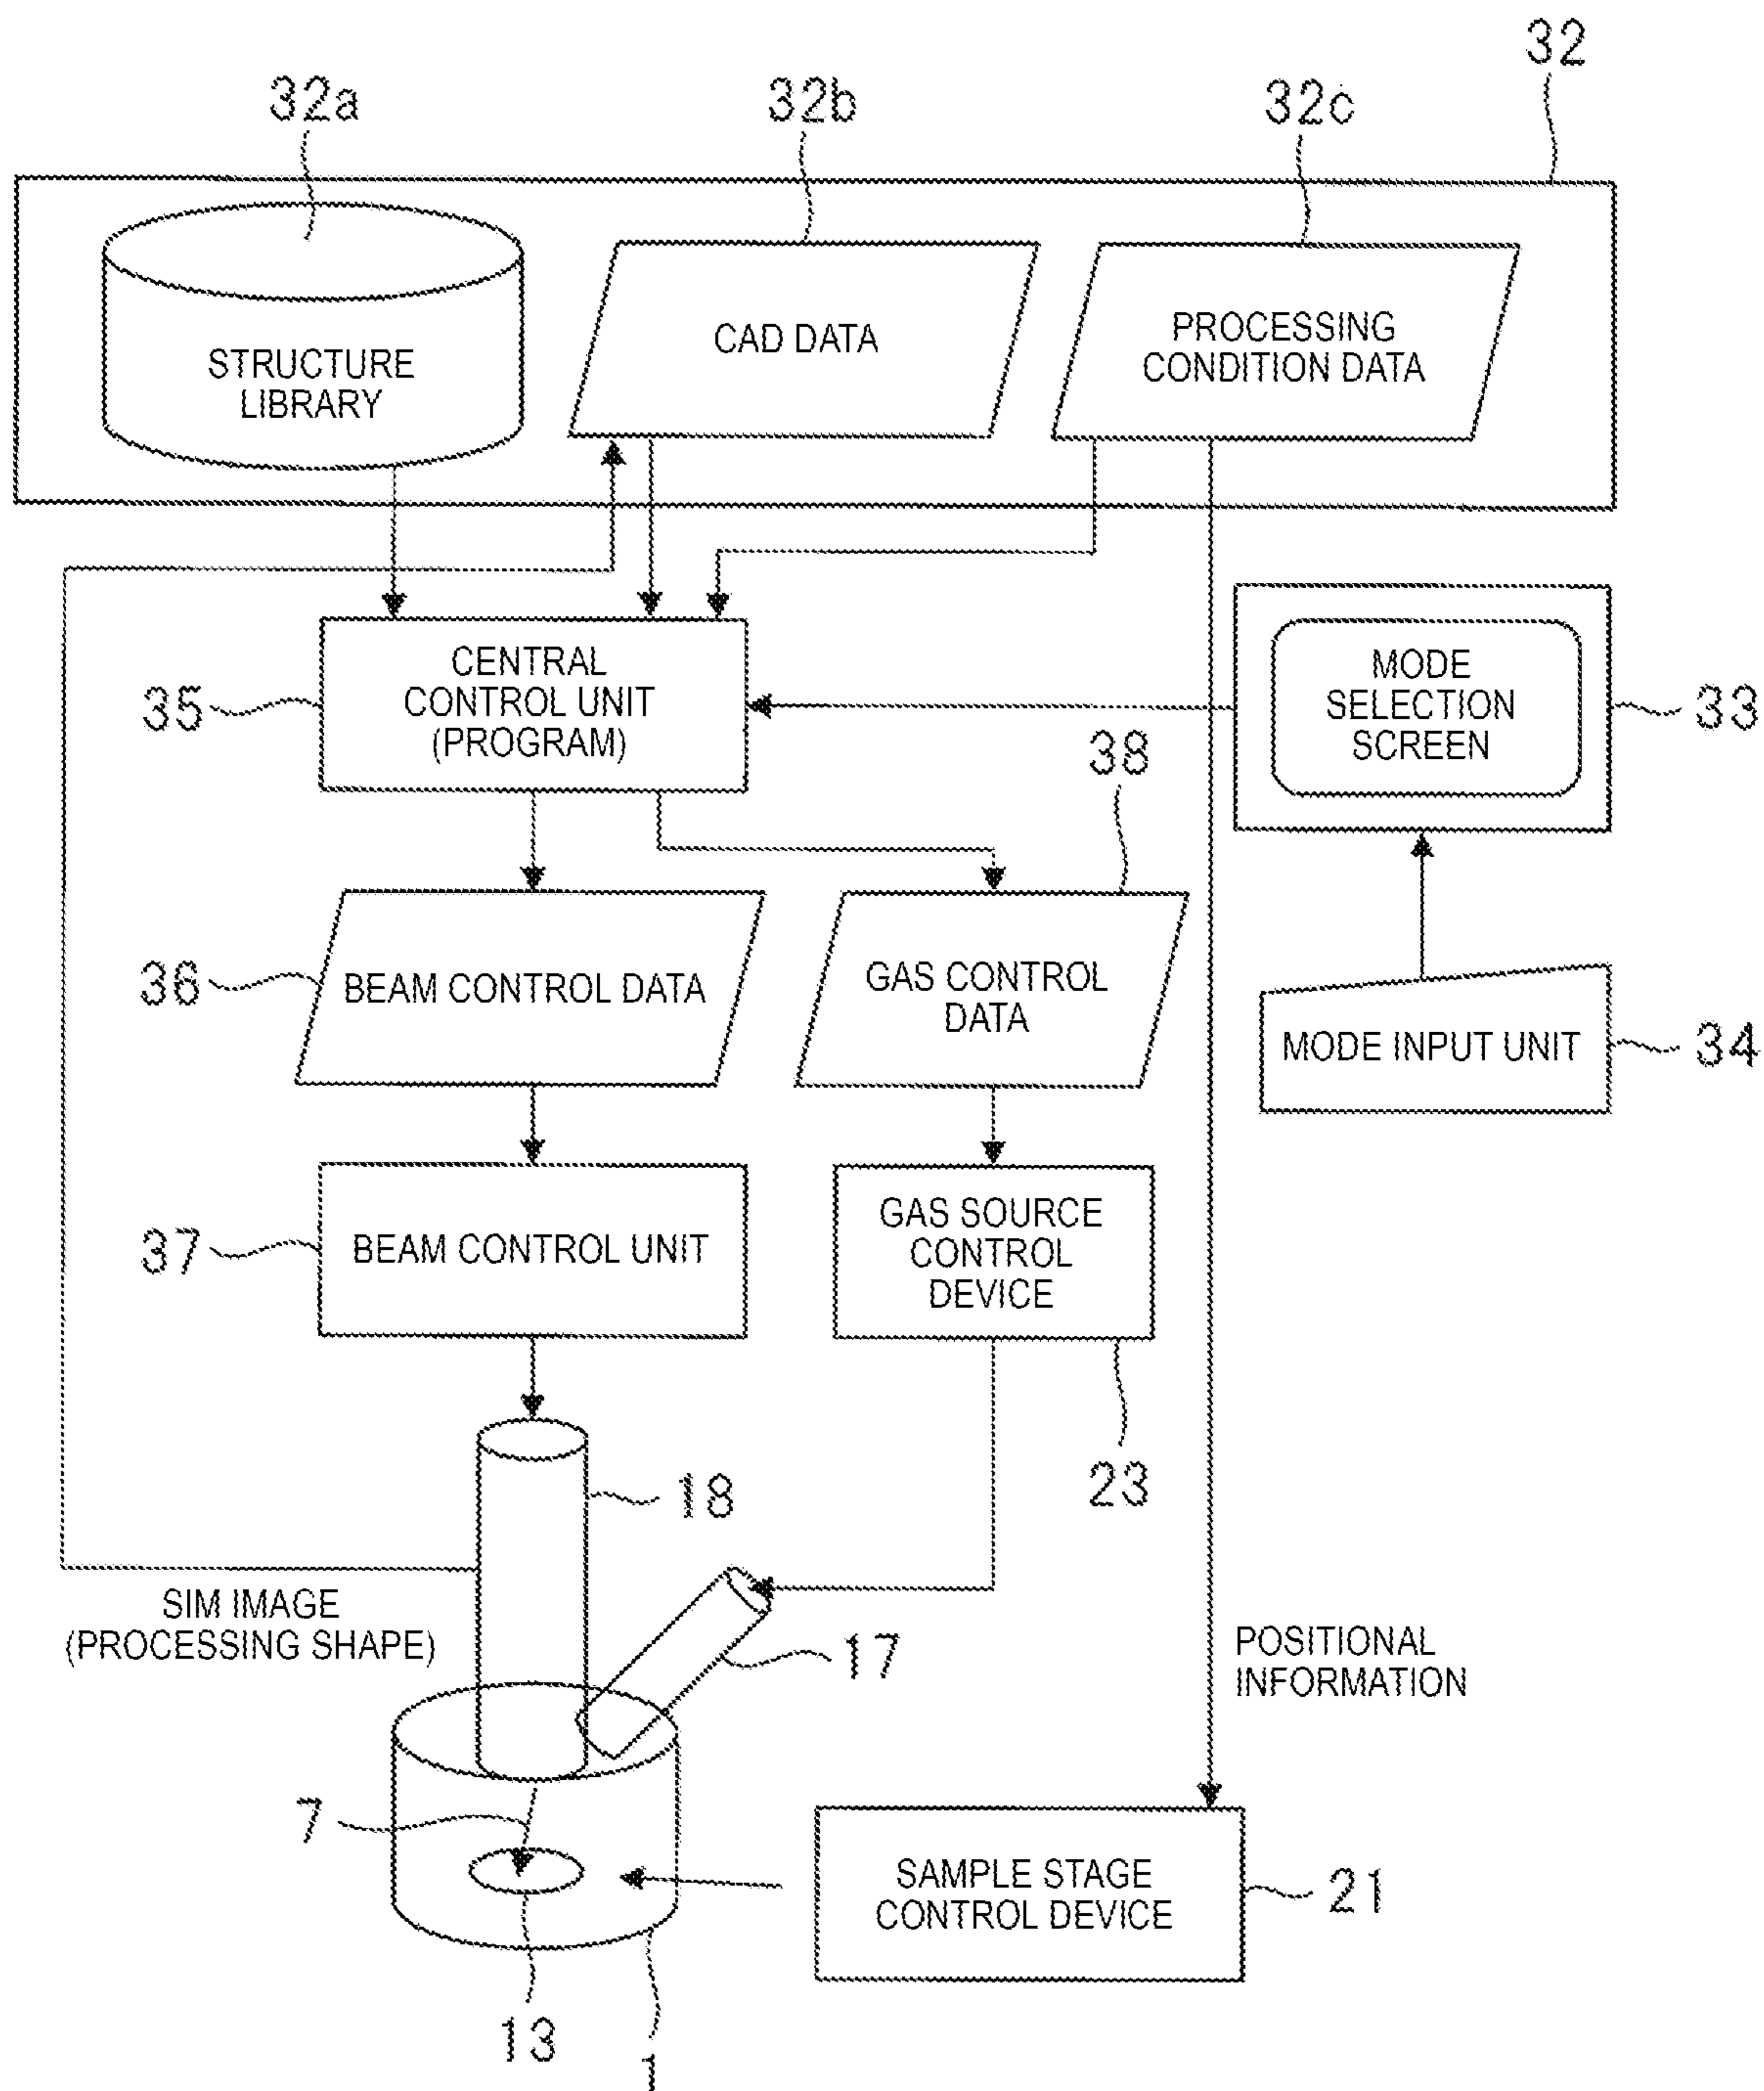 32
32a
32b
32c
STRUCTURE
LIBRARY
CAD DATA
PROCESSING
CONDITION DATA
CENTRAL
CONTROL UNIT
(PROGRAM)
35
MODE
SELECTION
SCREEN
33
38
36
BEAM CONTROL DATA
GAS CONTROL
DATA
MODE INPUT UNIT
34
37
BEAM CONTROL UNIT
GAS SOURCE
CONTROL
DEVICE
18
23
SIM IMAGE
(PROCESSING SHAPE)
17
POSITIONAL
INFORMATION
7
SAMPLE STAGE
CONTROL DEVICE
21
13
1